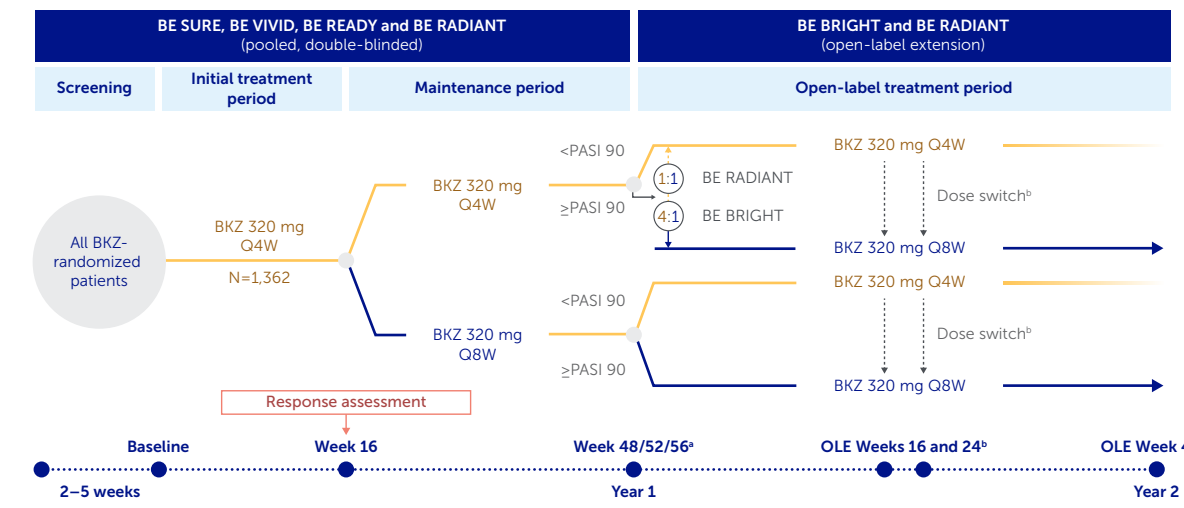 BE SURE, BE VIVID, BE READY and BE RADIANT
(pooled, double-blinded)
BE BRIGHT and BE RADIANT
(open-label extension)
Screening
Initial treatment
period
Maintenance period
Open-label treatment period
All BKZ-
randomized
patients
BKZ 320 mg
Q4W
N=1,362
BKZ 320 mg
Q4W
BKZ 320 mg
Q8W
<PASI 90
≥PASI 90
1:1
BE RADIANT
4:1
BE BRIGHT
BKZ 320 mg Q4W
Dose switchᵇ
BKZ 320 mg Q8W
<PASI 90
≥PASI 90
BKZ 320 mg Q4W
Dose switchᵇ
BKZ 320 mg Q8W
Response assessment
Baseline
Week 16
Week 48/52/56ᵃ
OLE Weeks 16 and 24ᵇ
OLE Week
2–5 weeks
Year 1
Year 2